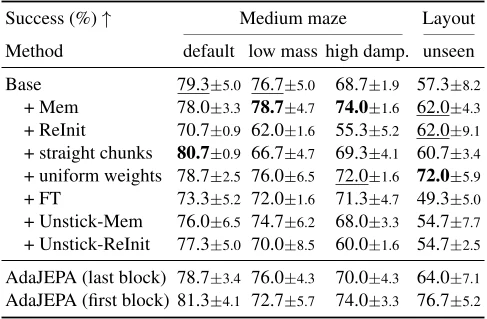 Success (%) ↑ Medium maze Layout
Method default low mass high damp. unseen
Base 79.3±5.0 76.7±5.0 68.7±1.9 57.3±8.2
+ Mem 78.0±3.3 78.7±4.7 74.0±1.6 62.0±4.3
+ ReInit 70.7±0.9 62.0±1.6 55.3±5.2 62.0±9.1
+ straight chunks 80.7±0.9 66.7±4.7 69.3±4.1 60.7±3.4
+ uniform weights 78.7±2.5 76.0±6.5 72.0±1.6 72.0±5.9
+ FT 73.3±5.2 72.0±1.6 71.3±4.7 49.3±5.0
+ Unstick-Mem 76.0±6.5 74.7±6.2 68.0±3.3 54.7±7.7
+ Unstick-ReInit 77.3±5.0 70.0±8.5 60.0±1.6 54.7±2.5
AdaJEPA (last block) 78.7±3.4 76.0±4.3 70.0±4.3 64.0±7.1
AdaJEPA (first block) 81.3±4.1 72.7±5.7 74.0±3.3 76.7±5.2